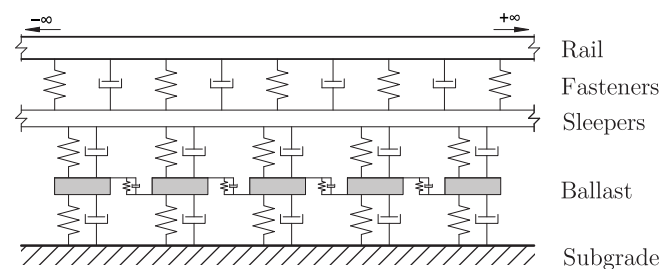 −∞
+∞
Rail
Fasteners
Sleepers
Ballast
Subgrade